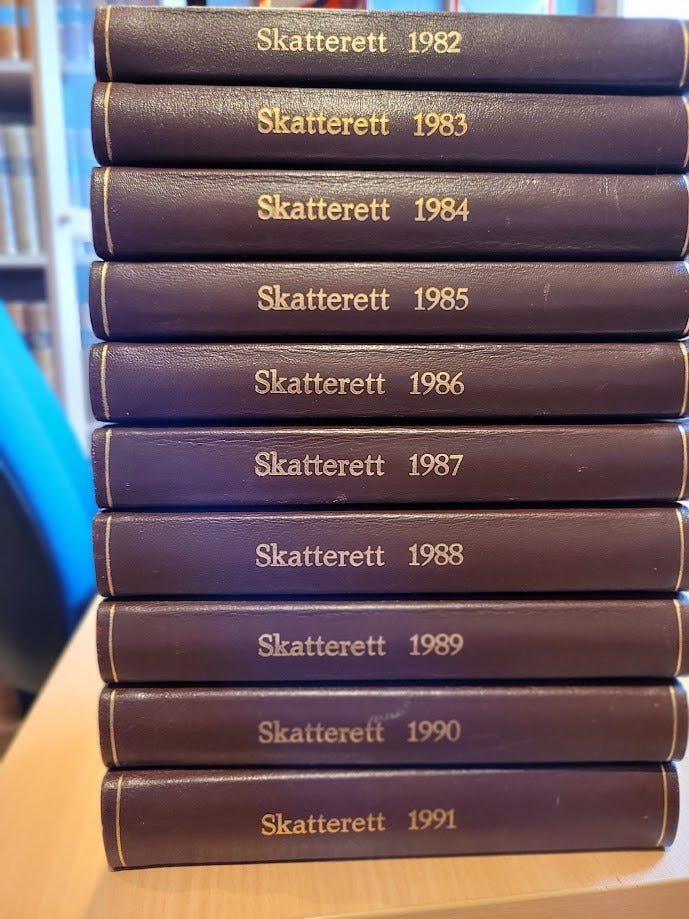 Skatterett 1982
Skatterett 1983
Skatterett 1984
Skatterett 1985
Skatterett 1986
Skatterett 1987
Skatterett 1988
Skatterett 1989
Skatterett 1990
Skatterett 1991